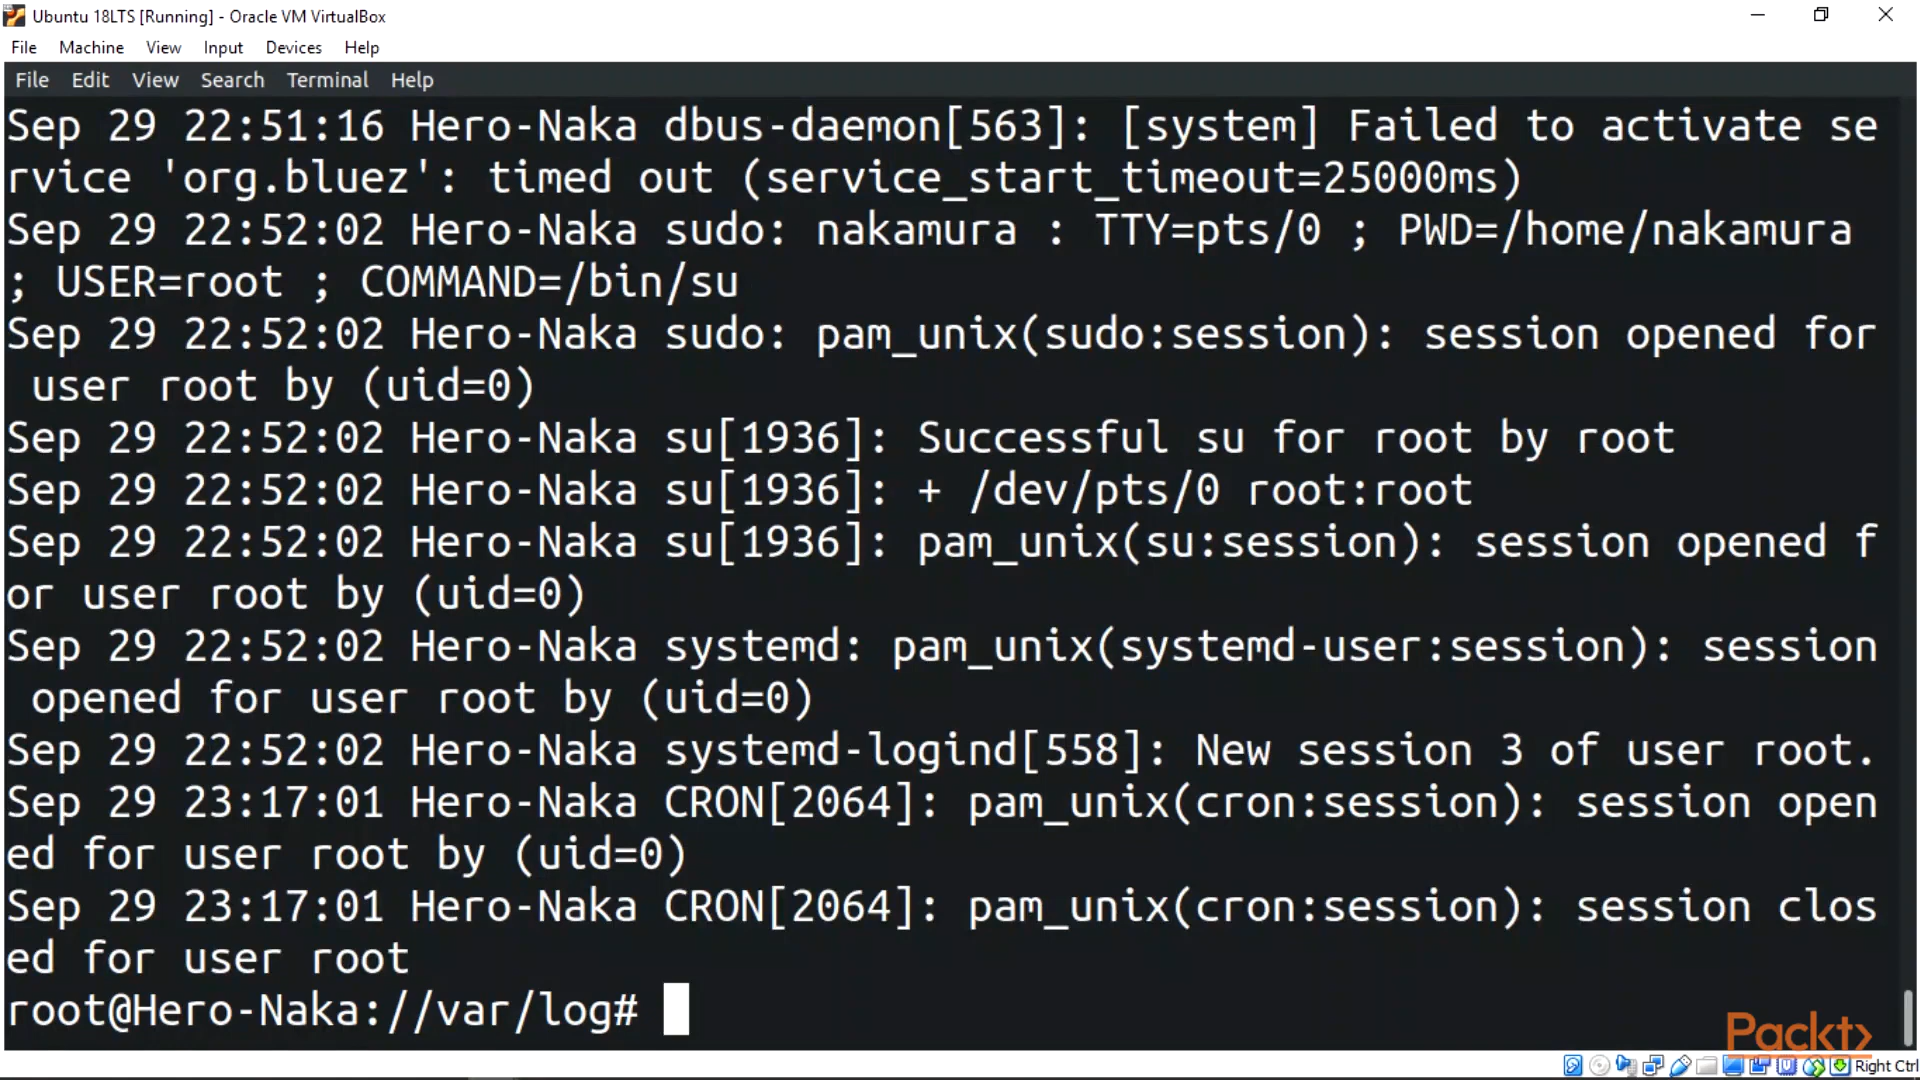 Ubuntu 18LTS [Running] - Oracle VM VirtualBox
File Machine View Input Devices Help
File Edit View Search Terminal Help
Sep 29 22:51:16 Hero-Naka dbus-daemon[563]: [system] Failed to activate se
rvice 'org.bluez': timed out (service_start_timeout=25000ms)
Sep 29 22:52:02 Hero-Naka sudo: nakamura : TTY=pts/0 ; PWD=/home/nakamura
; USER=root ; COMMAND=/bin/su
Sep 29 22:52:02 Hero-Naka sudo: pam_unix(sudo:session): session opened for
 user root by (uid=0)
Sep 29 22:52:02 Hero-Naka su[1936]: Successful su for root by root
Sep 29 22:52:02 Hero-Naka su[1936]: + /dev/pts/0 root:root
Sep 29 22:52:02 Hero-Naka su[1936]: pam_unix(su:session): session opened f
or user root by (uid=0)
Sep 29 22:52:02 Hero-Naka systemd: pam_unix(systemd-user:session): session
 opened for user root by (uid=0)
Sep 29 22:52:02 Hero-Naka systemd-logind[558]: New session 3 of user root.
Sep 29 23:17:01 Hero-Naka CRON[2064]: pam_unix(cron:session): session open
ed for user root by (uid=0)
Sep 29 23:17:01 Hero-Naka CRON[2064]: pam_unix(cron:session): session clos
ed for user root
root@Hero-Naka://var/log#
Packt>
Right Ctrl